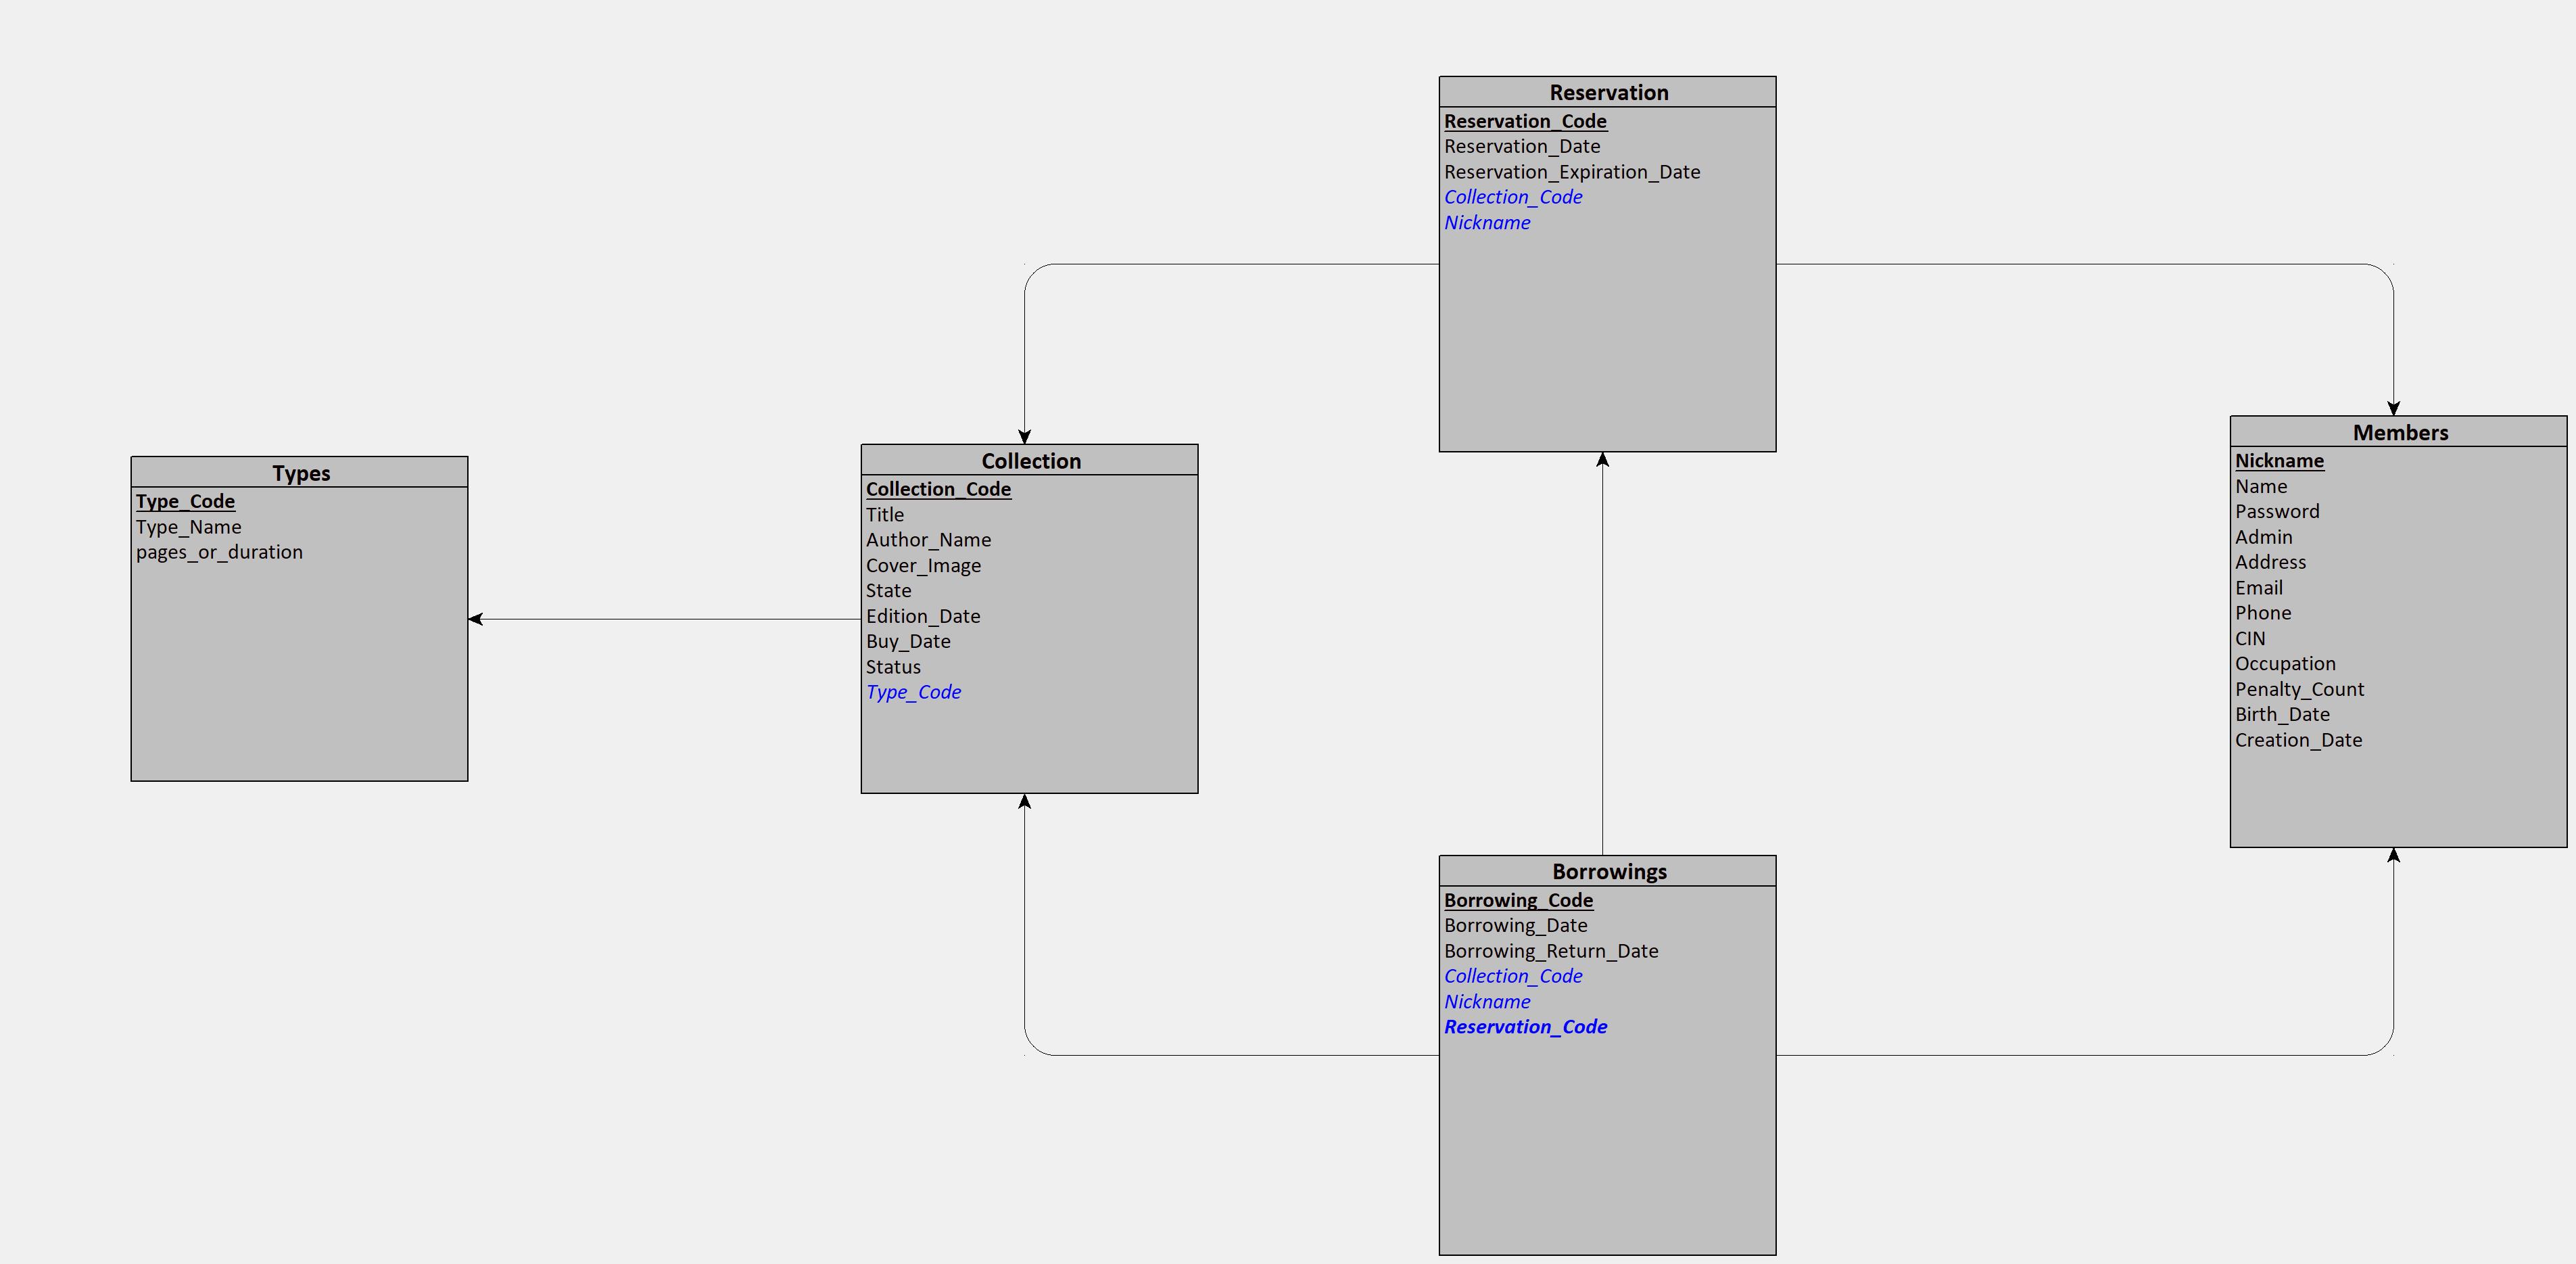 Reservation
Reservation_Code
Reservation_Date
Reservation_Expiration_Date
Collection_Code
Nickname
Types
Type_Code
Type_Name
pages_or_duration
Collection
Collection_Code
Title
Author_Name
Cover_Image
State
Edition_Date
Buy_Date
Status
Type_Code
Members
Nickname
Name
Password
Admin
Address
Email
Phone
CIN
Occupation
Penalty_Count
Birth_Date
Creation_Date
Borrowings
Borrowing_Code
Borrowing_Date
Borrowing_Return_Date
Collection_Code
Nickname
Reservation_Code